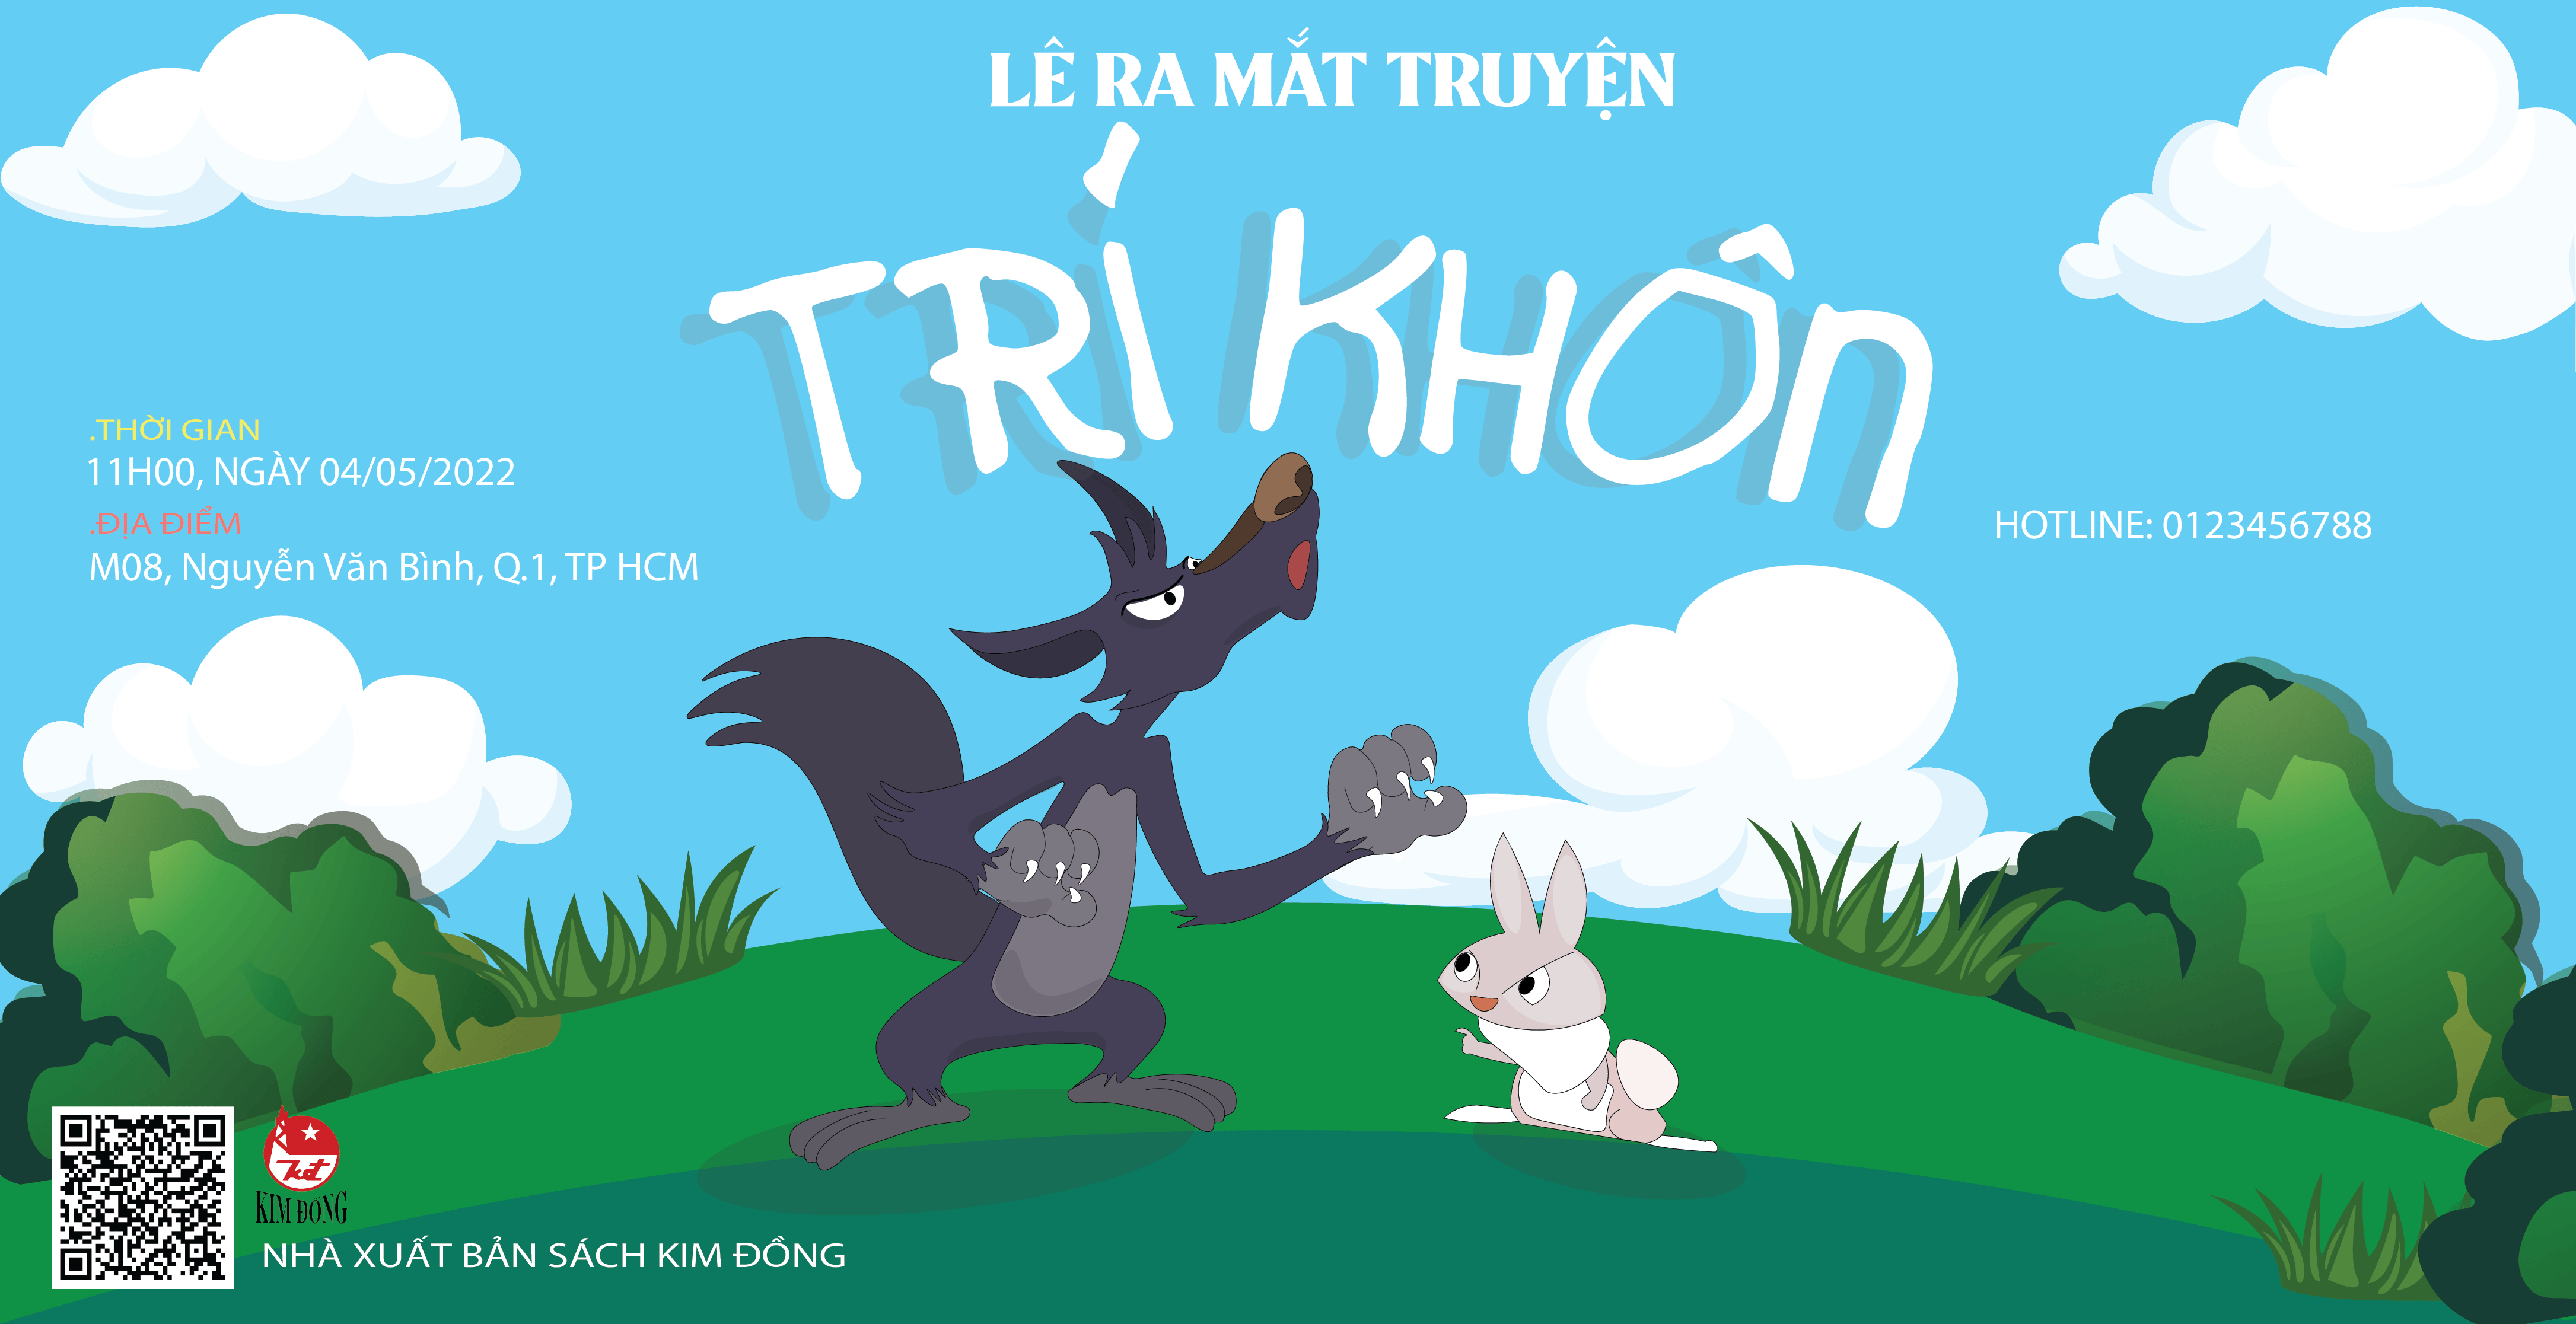 LÊ RA MẮT TRUYỆN
TRÍ KHÔn
.THỜI GIAN
11H00, NGÀY 04/05/2022
.ĐỊA ĐIỂM
M08, Nguyễn Văn Bình, Q.1, TP HCM
HOTLINE: 0123456788
KIM ĐỒNG
NHÀ XUẤT BẢN SÁCH KIM ĐỒNG